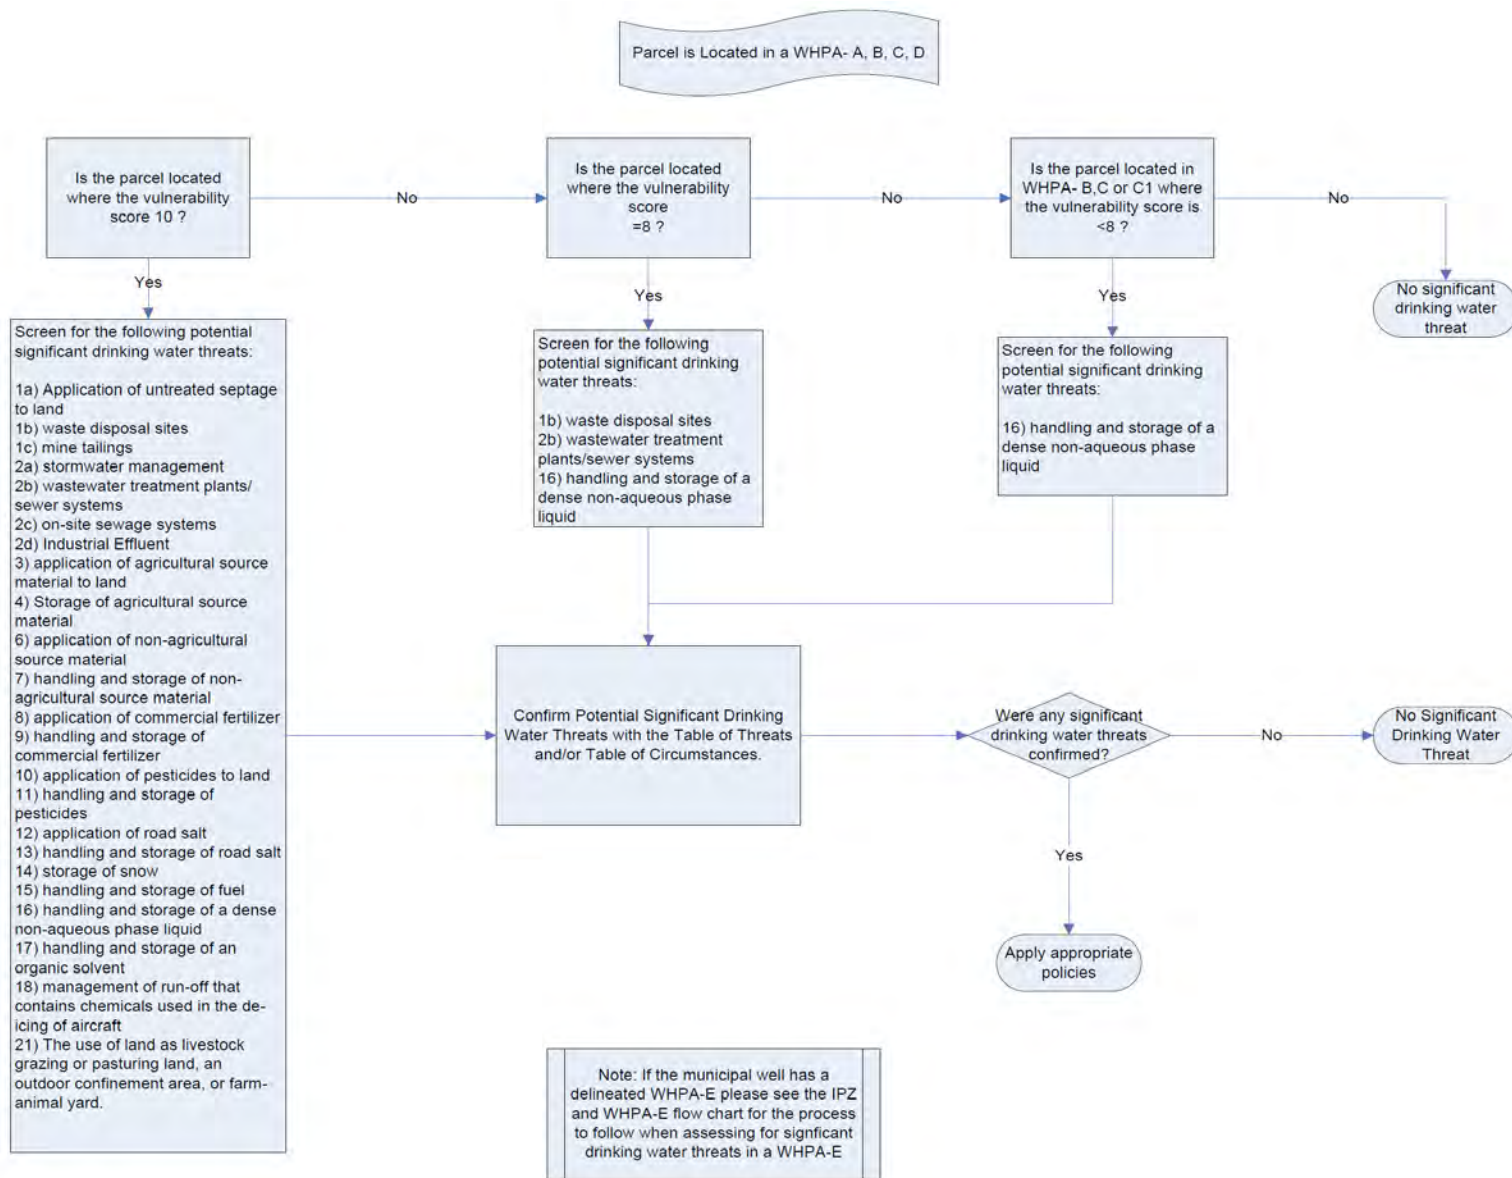 Parcel is Located in a WHPA- A, B, C, D
Is the parcel located
where the vulnerability
score 10 ?
No
Is the parcel located
where the vulnerability
score
=8 ?
No
Is the parcel located in
WHPA- B,C or C1 where
the vulnerability score is
<8 ?
No
No significant
drinking water
threat
Yes
Yes
Yes
Screen for the following potential
significant drinking water threats:
1a) Application of untreated septage
to land
1b) waste disposal sites
1c) mine tailings
2a) stormwater management
2b) wastewater treatment plants/
sewer systems
2c) on-site sewage systems
2d) Industrial Effluent
3) application of agricultural source
material to land
4) Storage of agricultural source
material
6) application of non-agricultural
source material
7) handling and storage of non-
agricultural source material
8) application of commercial fertilizer
9) handling and storage of
commercial fertilizer
10) application of pesticides to land
11) handling and storage of
pesticides
12) application of road salt
13) handling and storage of road salt
14) storage of snow
15) handling and storage of fuel
16) handling and storage of a dense
non-aqueous phase liquid
17) handling and storage of an
organic solvent
18) management of run-off that
contains chemicals used in the de-
icing of aircraft
21) The use of land as livestock
grazing or pasturing land, an
outdoor confinement area, or farm-
animal yard.
Screen for the following
potential significant drinking
water threats:
1b) waste disposal sites
2b) wastewater treatment
plants/sewer systems
16) handling and storage of a
dense non-aqueous phase
liquid
Screen for the following
potential significant drinking
water threats:
16) handling and storage of a
dense non-aqueous phase
liquid
Confirm Potential Significant Drinking
Water Threats with the Table of Threats
and/or Table of Circumstances.
Were any significant
drinking water threats
confirmed?
No
No Significant
Drinking Water
Threat
Yes
Apply appropriate
policies
Note: If the municipal well has a
delineated WHPA-E please see the IPZ
and WHPA-E flow chart for the process
to follow when assessing for signficant
drinking water threats in a WHPA-E